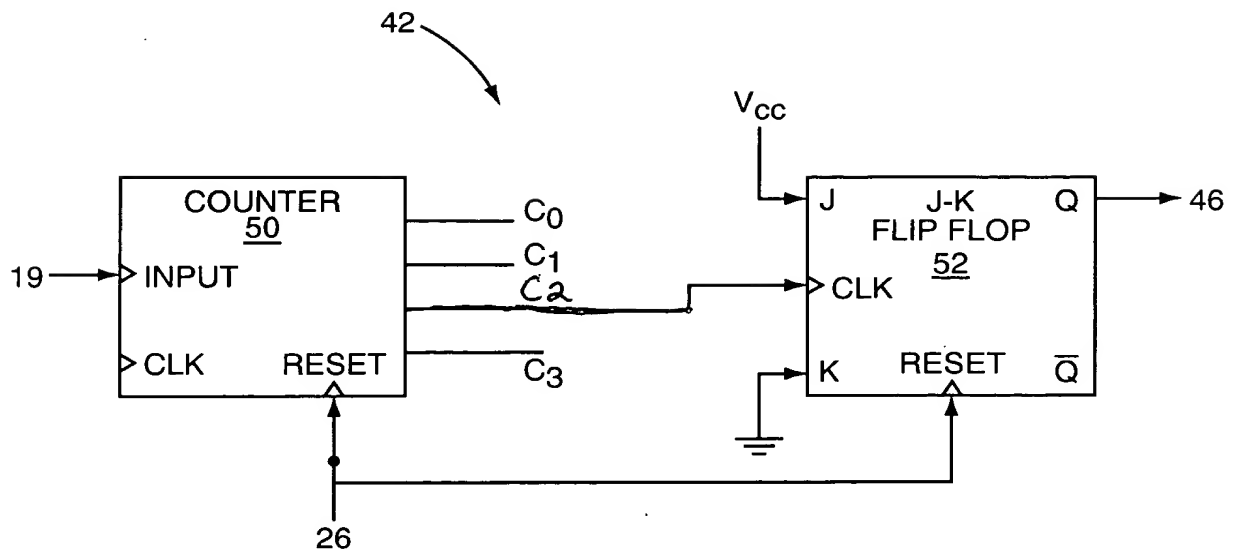 42
VCC
COUNTER
50
C0
C1
C2
C3
19
INPUT
CLK
RESET
26
J
J-K
Q
FLIP FLOP
52
CLK
K
RESET
Q̅
46